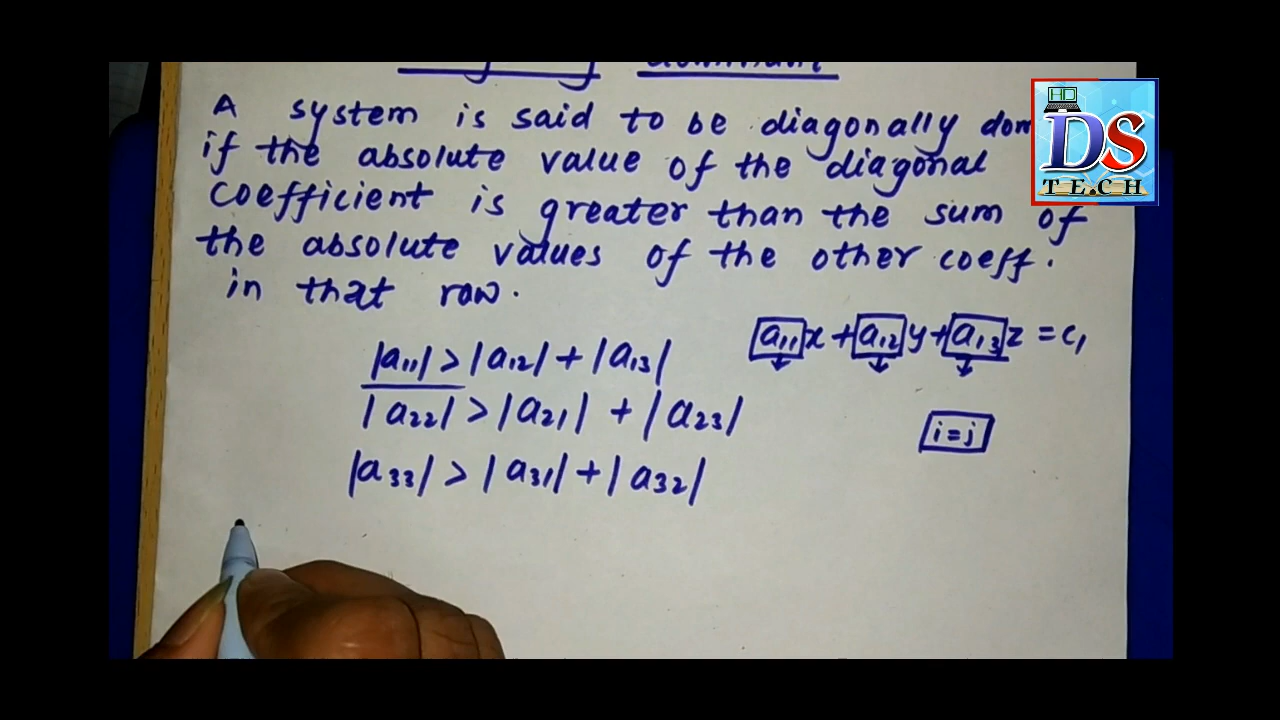 A system is said to be diagonally
if the absolute value of the diagonal
coefficient is greater than the sum of
the absolute values of the other coeff.
in that row.
|a11| > |a12| + |a13|
a11x + a12y + a13z = c1
|a22| > |a21| + |a23|
i=j
|a33| > |a31| + |a32|
HD
DS
TECH